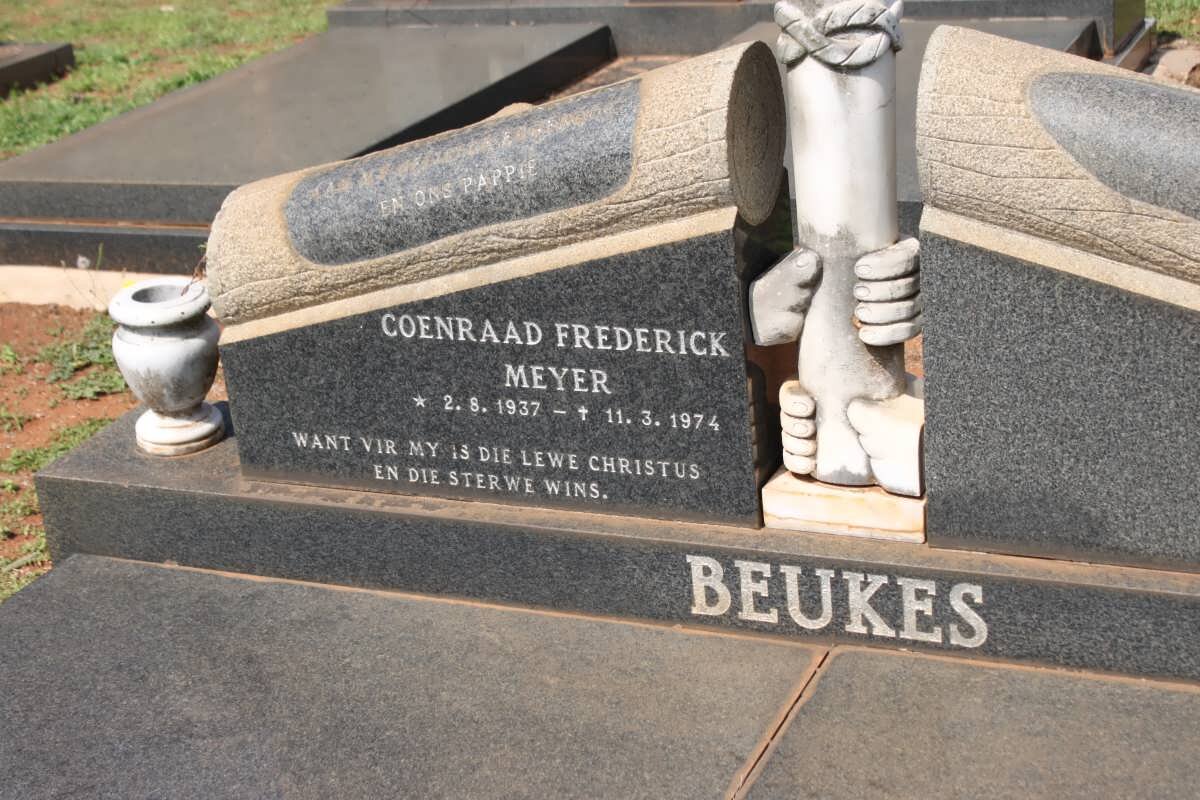 EN ONS PAPPIE
COENRAAD FREDERICK
MEYER
* 2. 8. 1937 – † 11. 3. 1974
WANT VIR MY IS DIE LEWE CHRISTUS
EN DIE STERWE WINS.
BEUKES